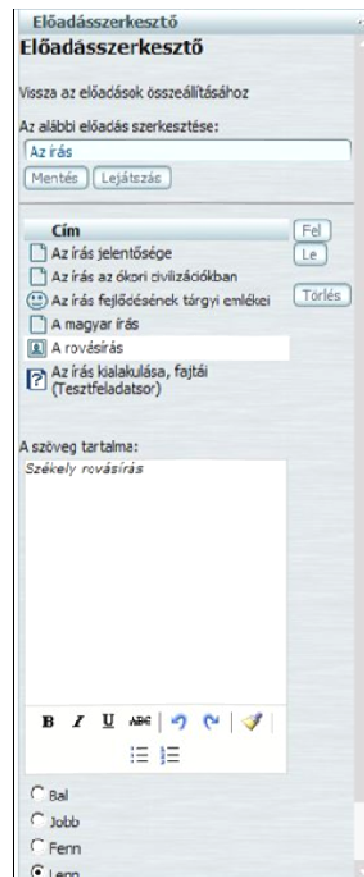 Előadásszerkesztő
Előadásszerkesztő
Vissza az előadások összeállításához
Az alábbi előadás szerkesztése:
Az írás
Mentés Lejátszás
Cím Fel
Az írás jelentősége Le
Az írás az ókori civilizációkban
Az írás fejlődésének tárgyi emlékei Törlés
A magyar írás
A rovásírás
Az írás kialakulása, fajtái
(Tesztfeladatsor)
A szöveg tartalma:
Székely rovásírás
B I U ABC
Bal
Jobb
Fenn
Lenn